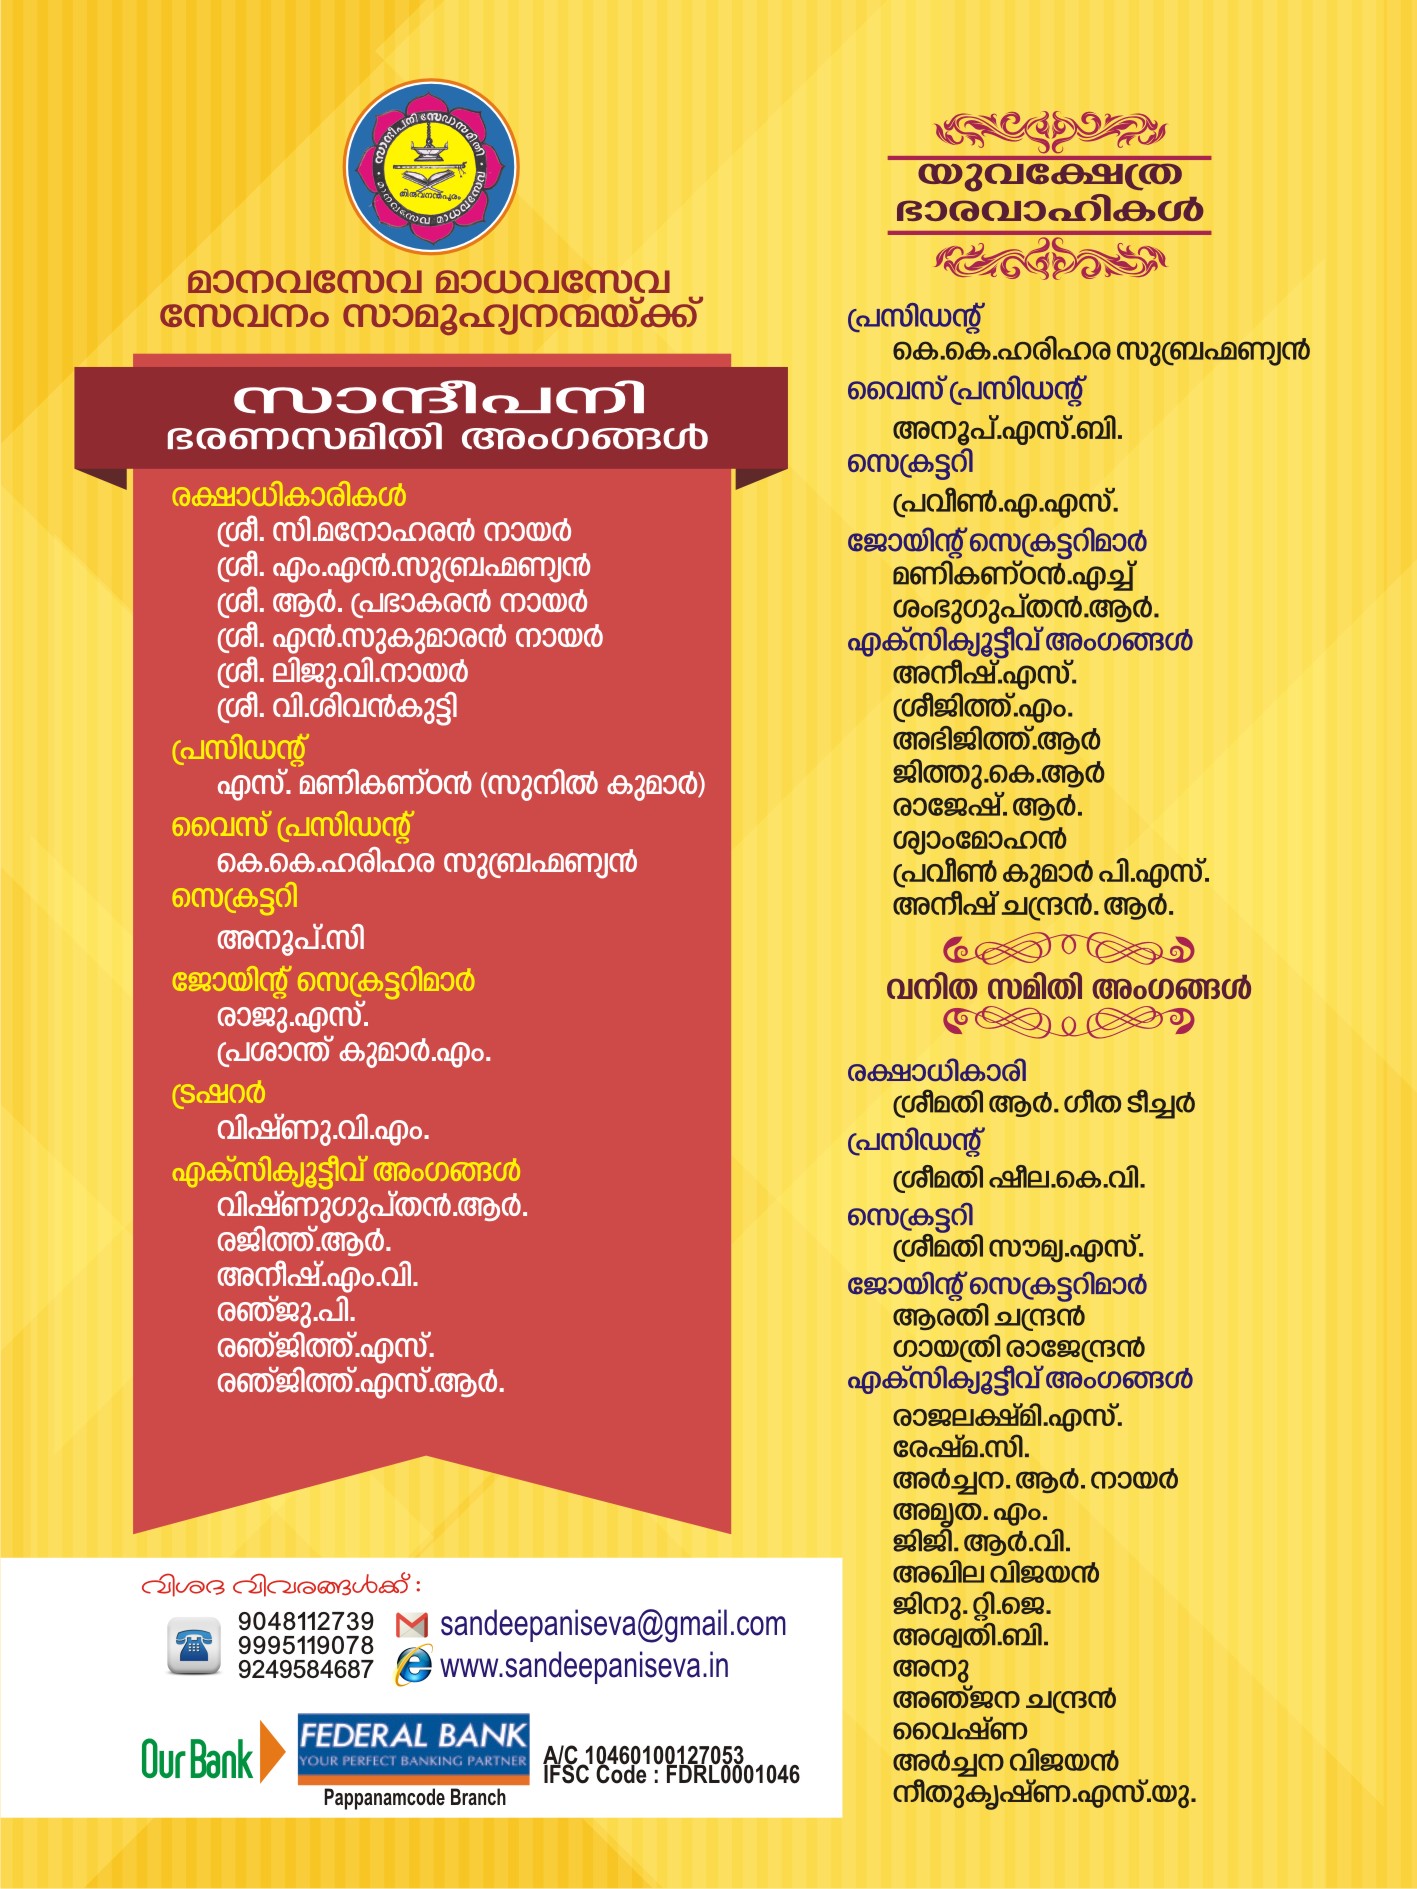 സാന്ദീപനി സേവാസമിതി
തിരുവനന്തപുരം
മാനവസേവ മാധവസേവ
മാനവസേവ മാധവസേവ
സേവനം സാമൂഹ്യനന്മയ്ക്ക്
സാന്ദീപനി
ഭരണസമിതി അംഗങ്ങൾ
രക്ഷാധികാരികൾ
ശ്രീ. സി.മനോഹരൻ നായർ
ശ്രീ. എം.എൻ.സുബ്രഹ്മണ്യൻ
ശ്രീ. ആർ. പ്രഭാകരൻ നായർ
ശ്രീ. എൻ.സുകുമാരൻ നായർ
ശ്രീ. ലിജു.വി.നായർ
ശ്രീ. വി.ശിവൻകുട്ടി
പ്രസിഡന്റ്
എസ്. മണികണ്ഠൻ (സുനിൽ കുമാർ)
വൈസ് പ്രസിഡന്റ്
കെ.കെ.ഹരിഹര സുബ്രഹ്മണ്യൻ
സെക്രട്ടറി
അനൂപ്.സി
ജോയിന്റ് സെക്രട്ടറിമാർ
രാജു.എസ്.
പ്രശാന്ത് കുമാർ.എം.
ട്രഷറർ
വിഷ്ണു.വി.എം.
എക്സിക്യൂട്ടീവ് അംഗങ്ങൾ
വിഷ്ണുഗുപ്തൻ.ആർ.
രജിത്ത്.ആർ.
അനീഷ്.എം.വി.
രഞ്ജു.പി.
രഞ്ജിത്ത്.എസ്.
രഞ്ജിത്ത്.എസ്.ആർ.
വിശദ വിവരങ്ങൾക്ക് :
9048112739
9995119078
9249584687
sandeepaniseva@gmail.com
www.sandeepaniseva.in
Our Bank
FEDERAL BANK
YOUR PERFECT BANKING PARTNER
Pappanamcode Branch
A/C 10460100127053
IFSC Code : FDRL0001046
യുവക്ഷേത്ര
ഭാരവാഹികൾ
പ്രസിഡന്റ്
കെ.കെ.ഹരിഹര സുബ്രഹ്മണ്യൻ
വൈസ് പ്രസിഡന്റ്
അനൂപ്.എസ്.ബി.
സെക്രട്ടറി
പ്രവീൺ.എ.എസ്.
ജോയിന്റ് സെക്രട്ടറിമാർ
മണികണ്ഠൻ.എച്ച്
ശംഭുഗുപ്തൻ.ആർ.
എക്സിക്യൂട്ടീവ് അംഗങ്ങൾ
അനീഷ്.എസ്.
ശ്രീജിത്ത്.എം.
അഭിജിത്ത്.ആർ
ജിത്തു.കെ.ആർ
രാജേഷ്. ആർ.
ശ്യാംമോഹൻ
പ്രവീൺ കുമാർ പി.എസ്.
അനീഷ് ചന്ദ്രൻ. ആർ.
വനിത സമിതി അംഗങ്ങൾ
രക്ഷാധികാരി
ശ്രീമതി ആർ. ഗീത ടീച്ചർ
പ്രസിഡന്റ്
ശ്രീമതി ഷീല.കെ.വി.
സെക്രട്ടറി
ശ്രീമതി സൗമ്യ.എസ്.
ജോയിന്റ് സെക്രട്ടറിമാർ
ആരതി ചന്ദ്രൻ
ഗായത്രി രാജേന്ദ്രൻ
എക്സിക്യൂട്ടീവ് അംഗങ്ങൾ
രാജലക്ഷ്മി.എസ്.
രേഷ്മ.സി.
അർച്ചന. ആർ. നായർ
അമൃത. എം.
ജിജി. ആർ.വി.
അഖില വിജയൻ
ജിനു. റ്റി.ജെ.
അശ്വതി.ബി.
അനു
അഞ്ജന ചന്ദ്രൻ
വൈഷ്ണ
അർച്ചന വിജയൻ
നീതുകൃഷ്ണ.എസ്.യു.